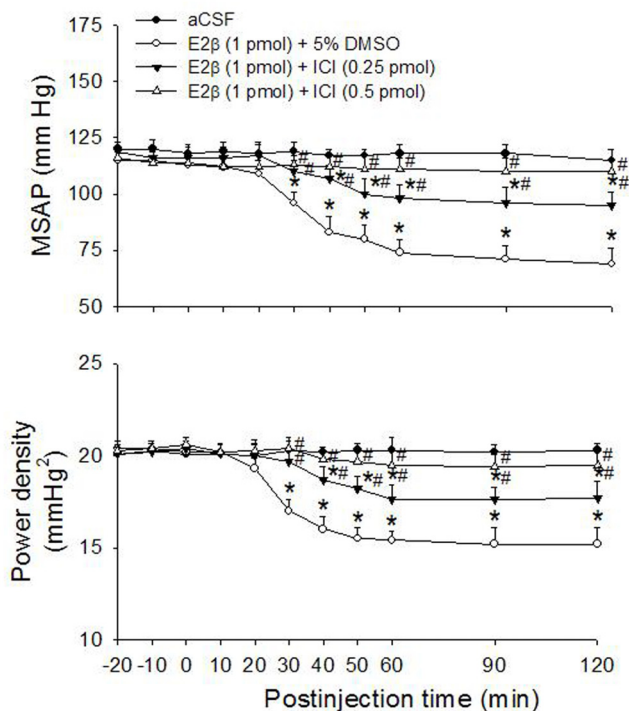 175
aCSF
E2β (1 pmol) + 5% DMSO
E2β (1 pmol) + ICI (0.25 pmol)
150
E2β (1 pmol) + ICI (0.5 pmol)
MSAP (mm Hg)
125
# # # # # #
# *# *# *# *# *#
100
* * * * * *
75
50
25
Power density
(mmHg²)
20
# # # # # #
# *# *# *# *# *#
* * * * * *
15
10
-20 -10 0 10 20 30 40 50 60 90 120
Postinjection time (min)